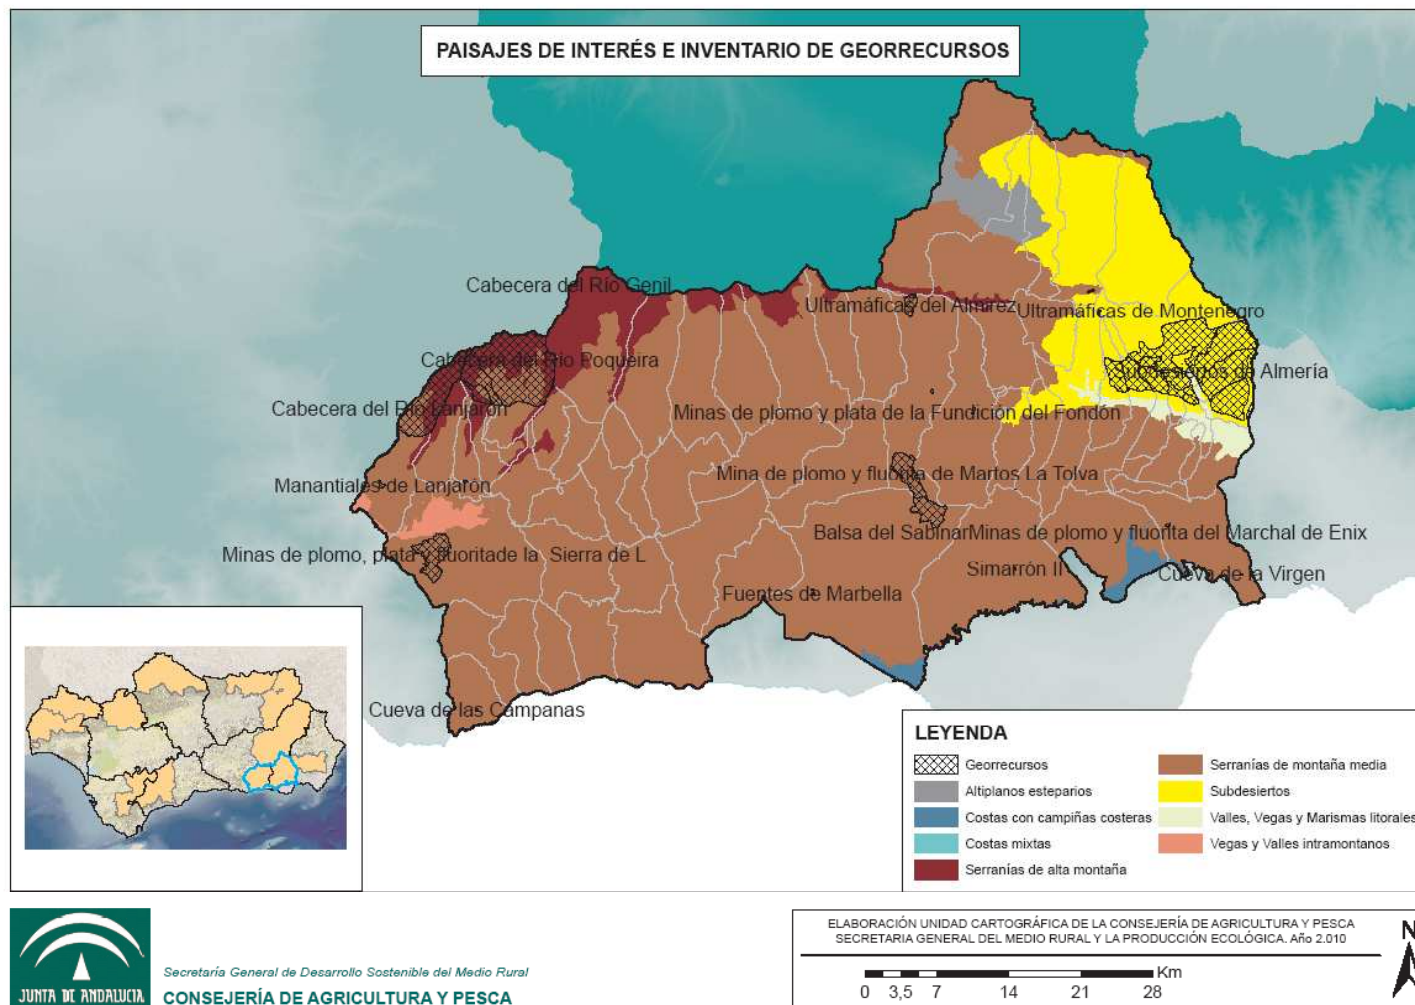 PAISAJES DE INTERÉS E INVENTARIO DE GEORRECURSOS
Cabecera del Río Genil
Ultramáficas del Almirez
Ultramáficas de Montenegro
Cabecera del Río Poqueira
Subdesiertos de Almería
Cabecera del Río Lanjarón
Minas de plomo y plata de la Fundición del Fondón
Mina de plomo y fluorita de Martos La Tolva
Manantiales de Lanjarón
Balsa del Sabinar
Minas de plomo y fluorita del Marchal de Enix
Minas de plomo, plata y fluoritade la Sierra de L
Simarrón II
Cueva de la Virgen
Fuentes de Marbella
Cueva de las Campanas
LEYENDA
Georrecursos
Altiplanos esteparios
Costas con campiñas costeras
Costas mixtas
Serranías de alta montaña
Serranías de montaña media
Subdesiertos
Valles, Vegas y Marismas litorales
Vegas y Valles intramontanos
JUNTA DE ANDALUCIA
Secretaría General de Desarrollo Sostenible del Medio Rural
CONSEJERÍA DE AGRICULTURA Y PESCA
ELABORACIÓN UNIDAD CARTOGRÁFICA DE LA CONSEJERÍA DE AGRICULTURA Y PESCA
SECRETARIA GENERAL DEL MEDIO RURAL Y LA PRODUCCIÓN ECOLÓGICA. Año 2.010
Km
0 3,5 7 14 21 28
N